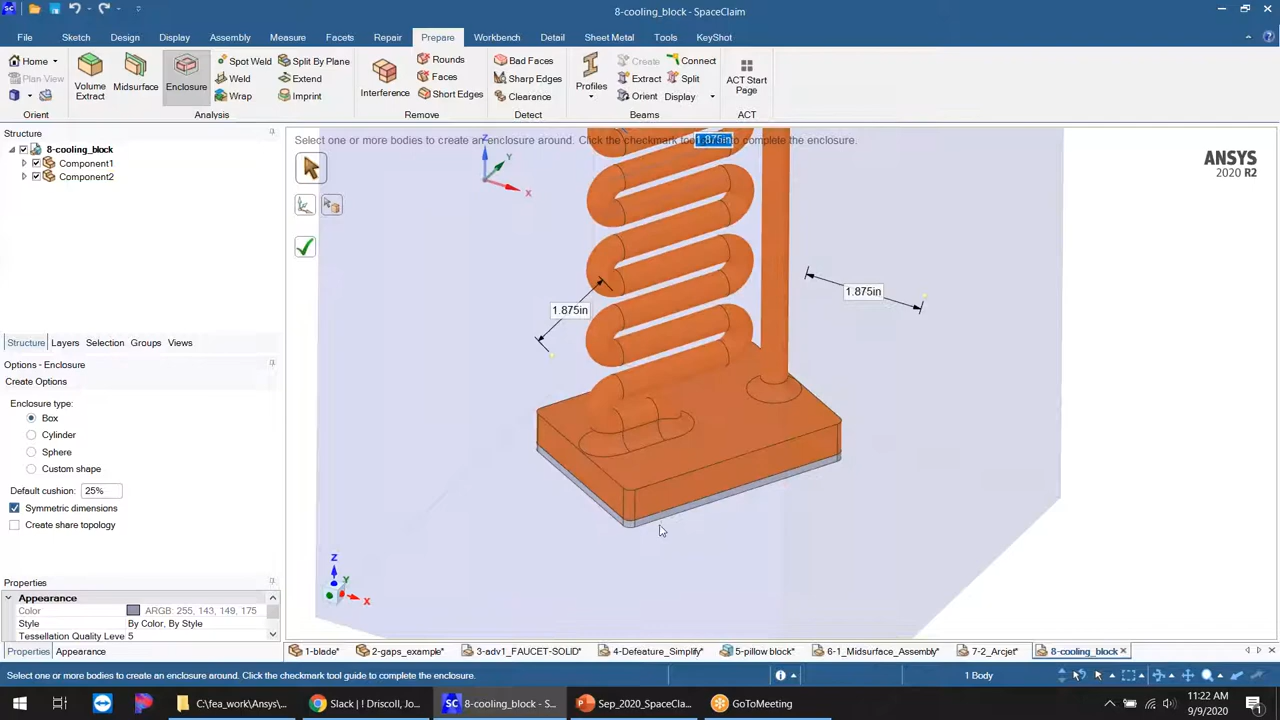 8-cooling_block - SpaceClaim
File Sketch Design Display Assembly Measure Facets Repair Prepare Workbench Detail Sheet Metal Tools KeyShot
Home
Plan View
Orient
Volume Extract
Midsurface
Enclosure
Spot Weld
Weld
Wrap
Split By Plane
Extend
Imprint
Analysis
Interference
Rounds
Faces
Short Edges
Remove
Bad Faces
Sharp Edges
Clearance
Detect
Profiles
Create
Extract
Orient
Connect
Split
Display
Beams
ACT Start Page
ACT
Structure
8-cooling_block
Component1
Component2
Structure Layers Selection Groups Views
Options - Enclosure
Create Options
Enclosure type:
Box
Cylinder
Sphere
Custom shape
Default cushion: 25%
Symmetric dimensions
Create share topology
Properties
Appearance
Color ARGB: 255, 143, 149, 175
Style By Color, By Style
Tessellation Quality Leve 5
Properties Appearance
Select one or more bodies to create an enclosure around. Click the checkmark tool to complete the enclosure.
1.875in
Z
Y
X
ANSYS
2020 R2
1.875in
1.875in
Z
Y
X
1-blade* 2-gaps_example* 3-adv1_FAUCET-SOLID* 4-Defeature_Simplify* 5-pillow block* 6-1_Midsurface_Assembly* 7-2_Arcjet* 8-cooling_block
Select one or more bodies to create an enclosure around. Click the checkmark tool guide to complete the enclosure.
1 Body
C:\fea_work\Ansys\...
Slack | ! Driscoll, Jo...
8-cooling_block - S...
Sep_2020_SpaceCla...
GoToMeeting
11:22 AM
9/9/2020